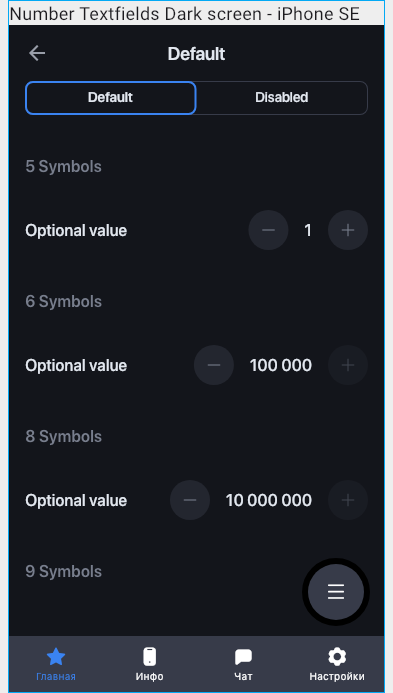 Number Textfields Dark screen - iPhone SE
Default
Default Disabled
5 Symbols
Optional value 1
6 Symbols
Optional value 100 000
8 Symbols
Optional value 10 000 000
9 Symbols
Главная Инфо Чат Настройки